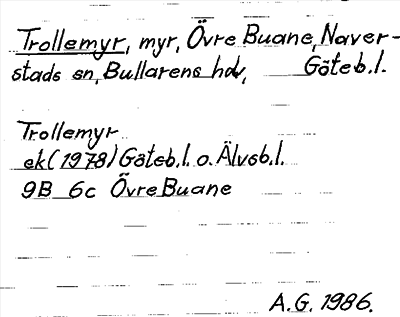 Trollemyr, myr, Övre Buane, Naver-
stads sn, Bullarens hdr, Göteb.l.
Trollemyr
ek (1978) Göteb.l. o. Älvsb.l.
9B 6c Övre Buane
A.G. 1986.